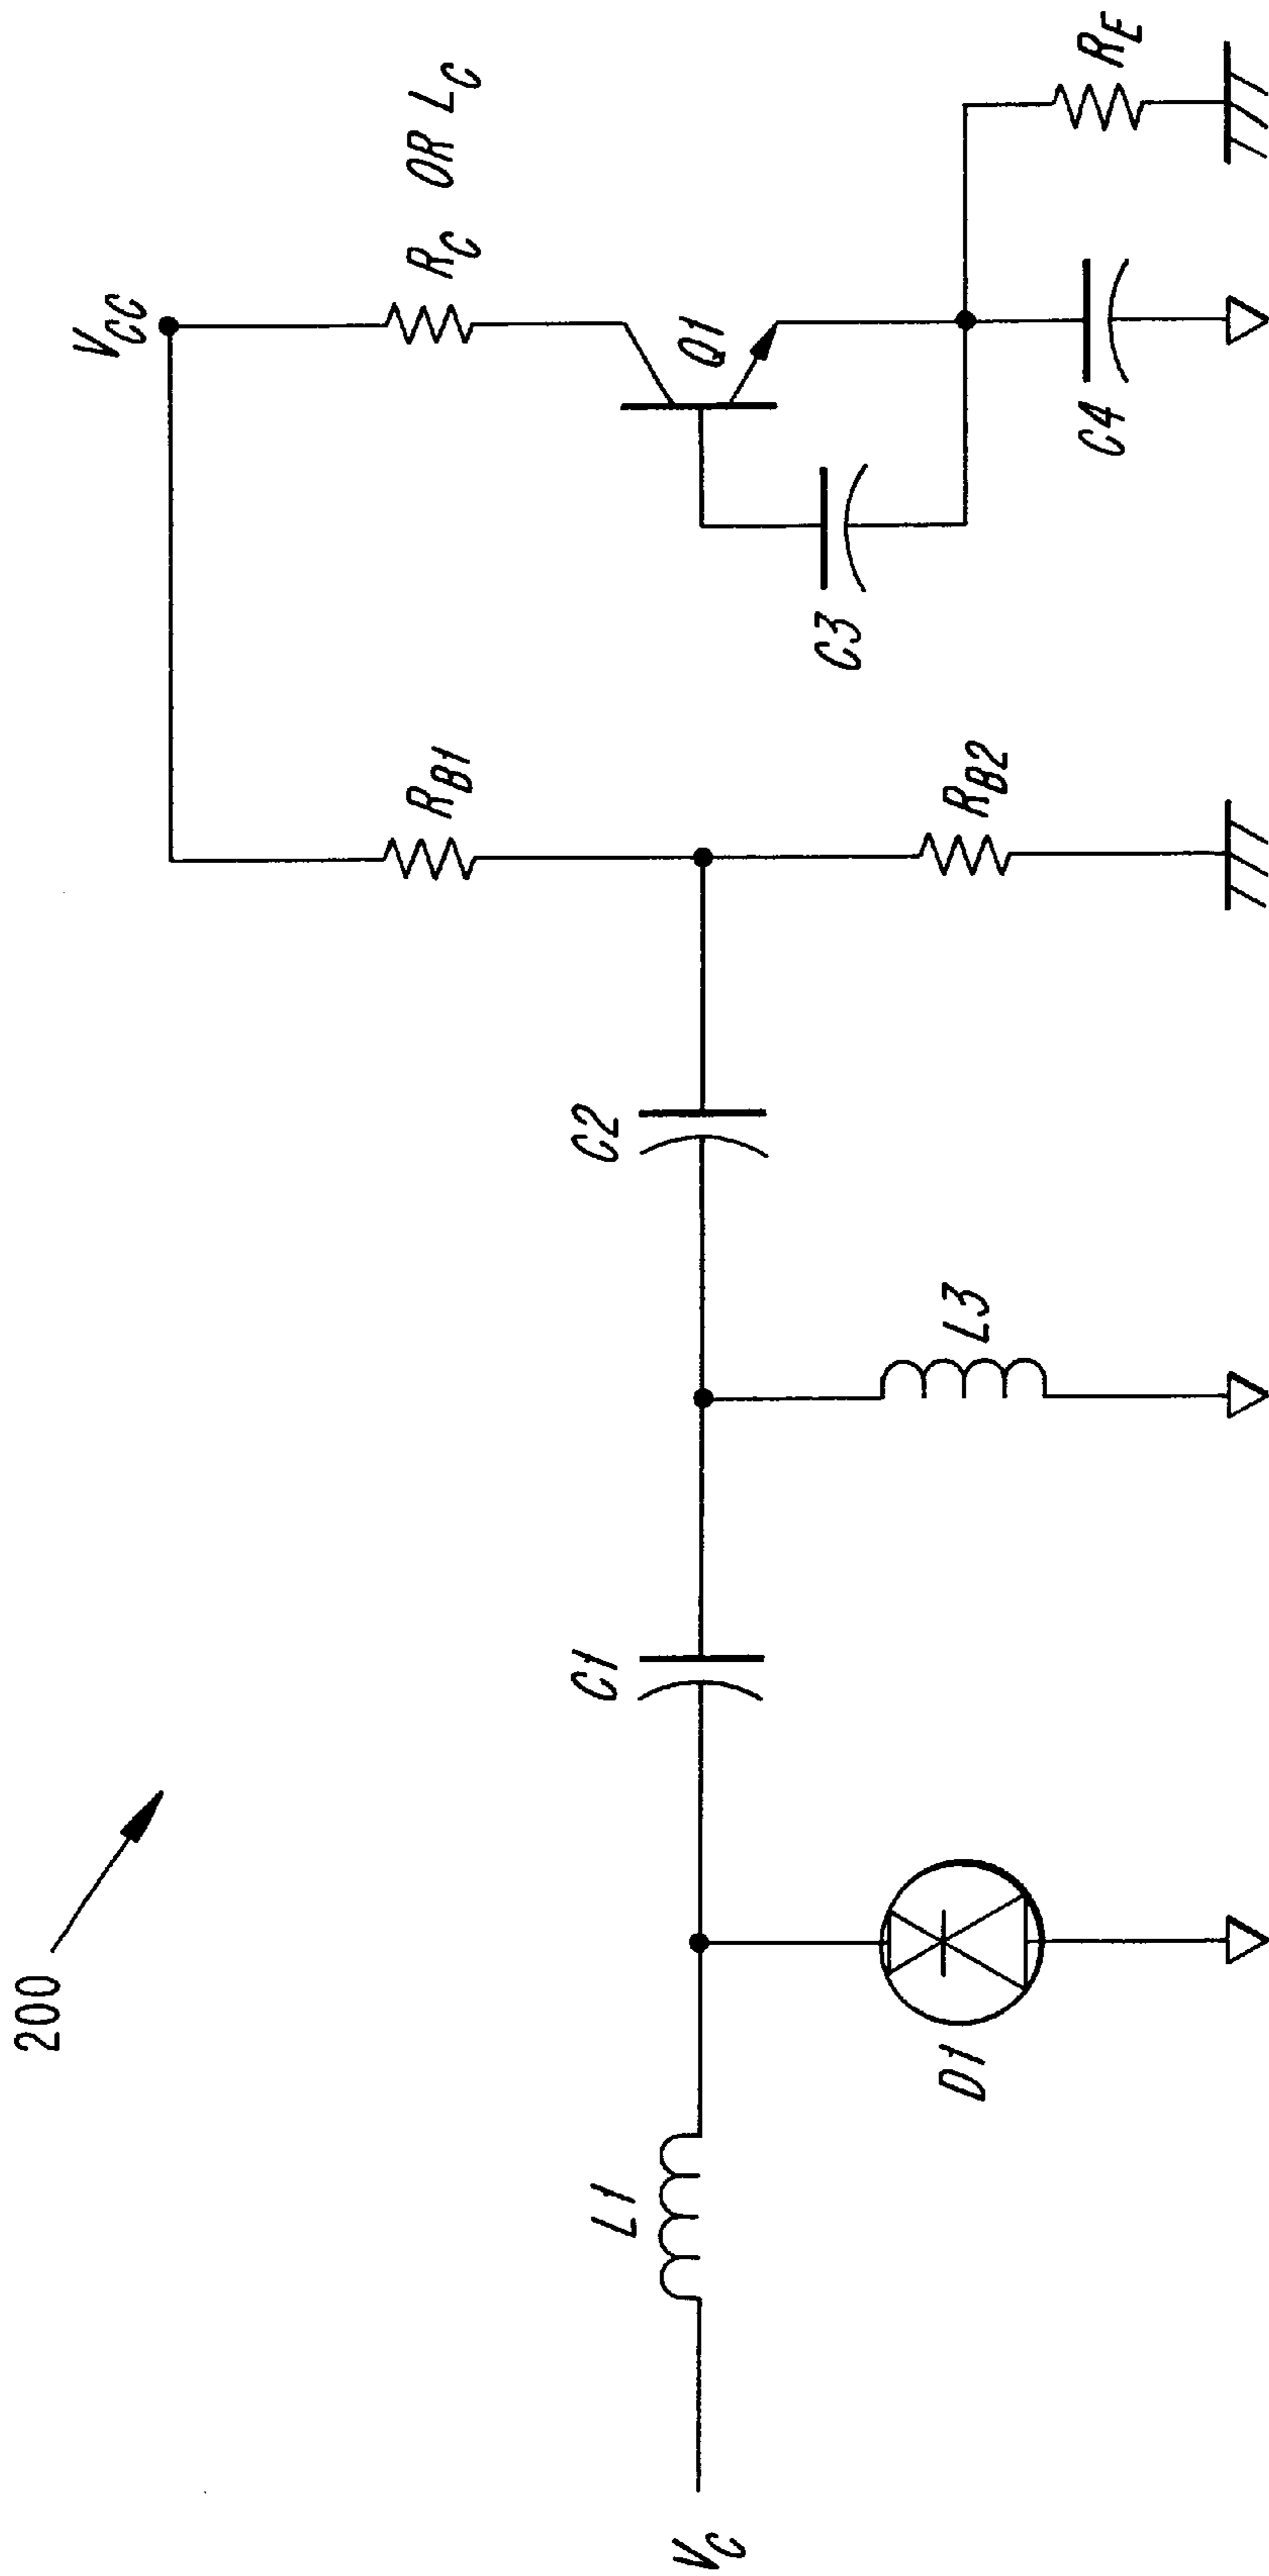 200
V_CC
R_C OR L_C
R_B1
Q1
C1
C2
C3
V_C
L1
D1
L3
R_B2
C4
R_E